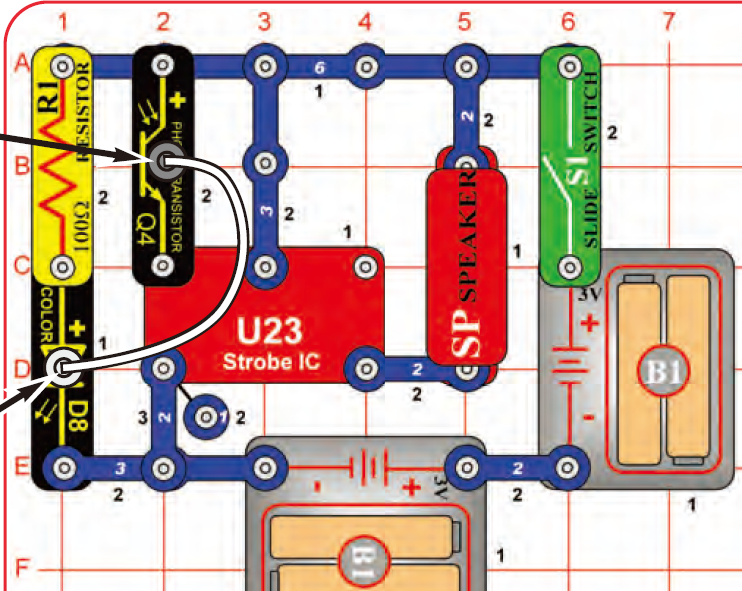 1 2 3 4 5 6 7
A
B
C
D
E
F
R1
RESISTOR
100Ω
2
+
Q4
2
6
1
3
2
2
2
SP SPEAKER
1
S1
SLIDE SWITCH
2
1
U23
Strobe IC
COLOR
+
D8
1
2
3
1
2
2
2
3
2
2
2
3V
+
-
B1
1
-
+
3V
B1
1